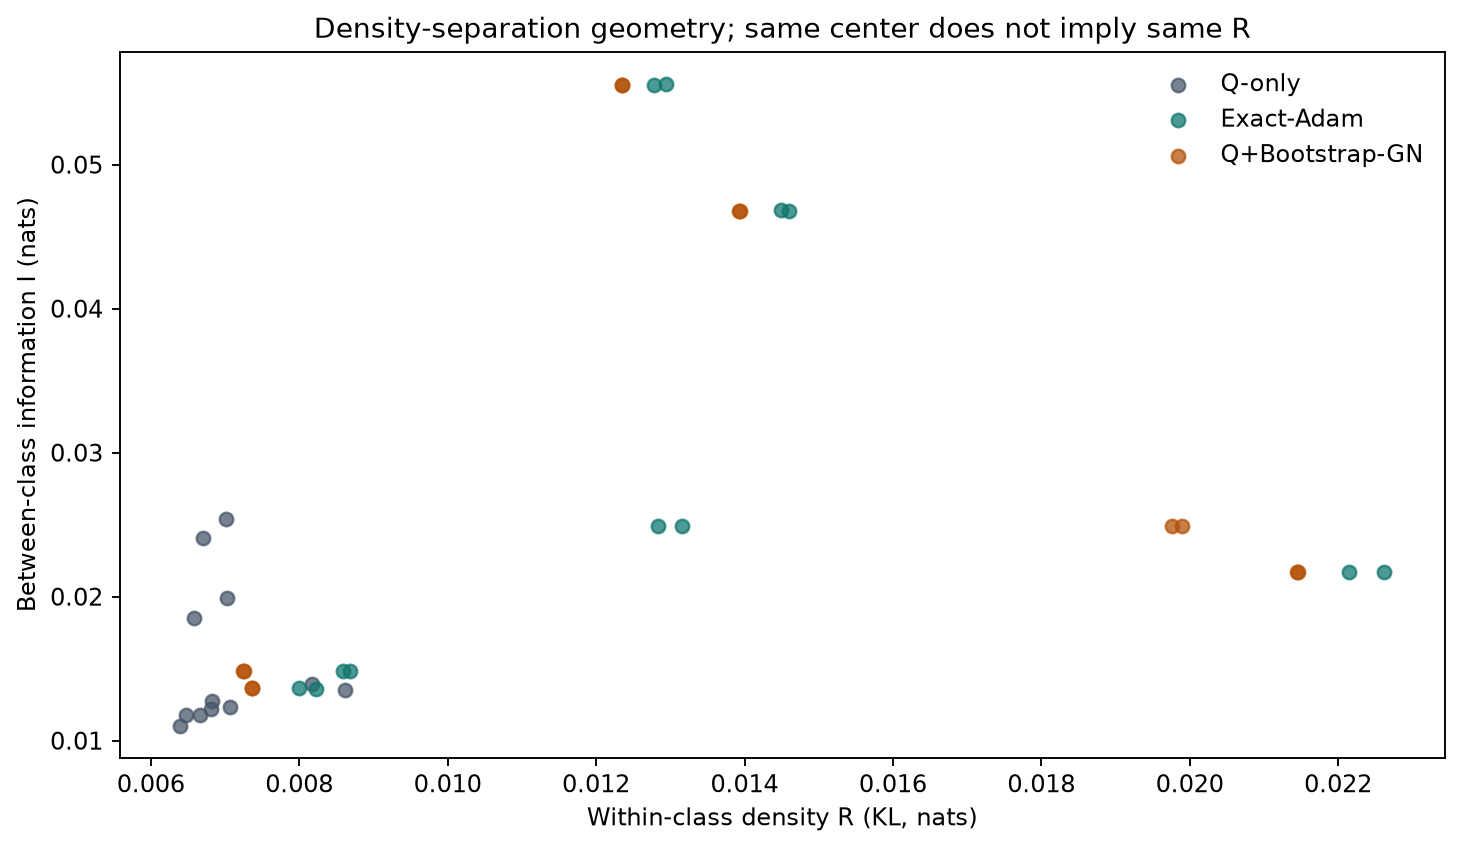 Density-separation geometry; same center does not imply same R
Q-only
Exact-Adam
Q+Bootstrap-GN
Between-class information I (nats)
0.05
0.04
0.03
0.02
0.01
0.006 0.008 0.010 0.012 0.014 0.016 0.018 0.020 0.022
Within-class density R (KL, nats)